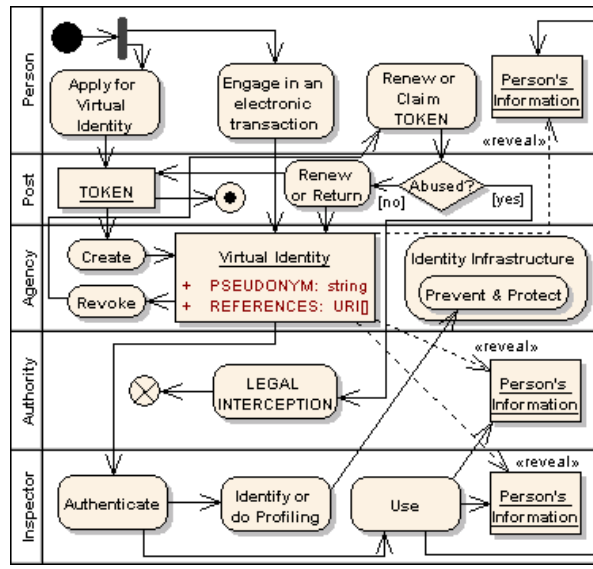 Person
Apply for
Virtual
Identity
Engage in an
electronic
transaction
Renew or
Claim
TOKEN
Person's
Information
«reveal»
Post
TOKEN
Renew
or Return
Abused?
[no]
[yes]
Agency
Create
Revoke
Virtual Identity
+ PSEUDONYM: string
+ REFERENCES: URI[]
Identity Infrastructure
Prevent & Protect
Authority
LEGAL
INTERCEPTION
«reveal»
Person's
Information
Inspector
Authenticate
Identify or
do Profiling
Use
«reveal»
Person's
Information